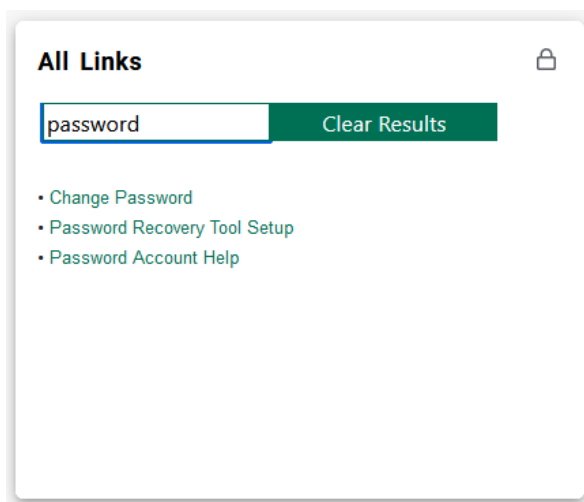 All Links
password Clear Results
• Change Password
• Password Recovery Tool Setup
• Password Account Help